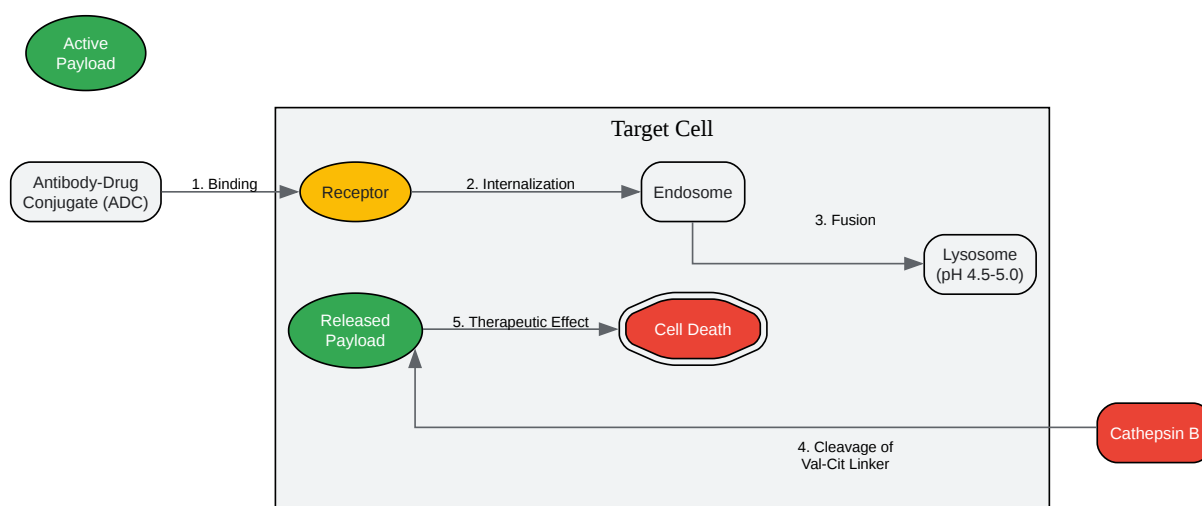 Active
Payload
Target Cell
Antibody-Drug
Conjugate (ADC)
1. Binding
Receptor
2. Internalization
Endosome
3. Fusion
Lysosome
(pH 4.5-5.0)
Released
Payload
5. Therapeutic Effect
Cell Death
Cathepsin B
4. Cleavage of
Val-Cit Linker